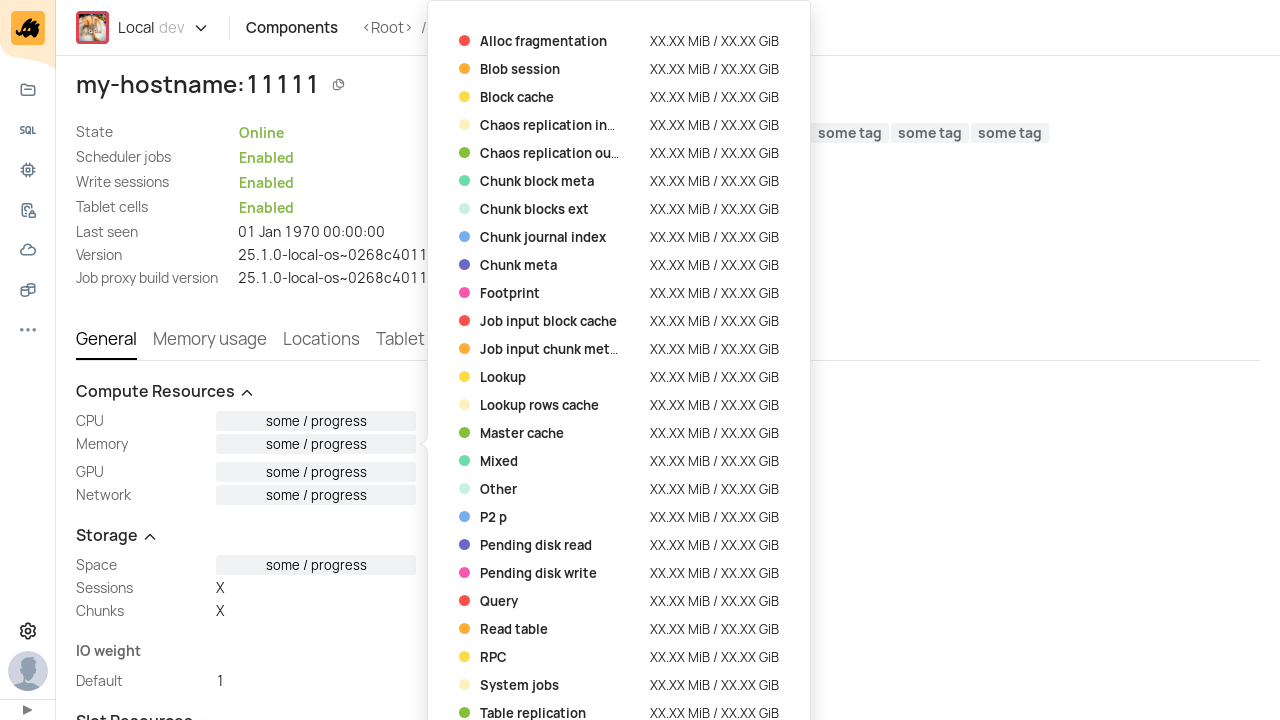 Local dev
Components
<Root> /
SQL
my-hostname:11111
State Online
Scheduler jobs Enabled
Write sessions Enabled
Tablet cells Enabled
Last seen 01 Jan 1970 00:00:00
Version 25.1.0-local-os~0268c4011
Job proxy build version 25.1.0-local-os~0268c4011
some tag some tag some tag
General Memory usage Locations Tablet
Compute Resources
CPU some / progress
Memory some / progress
GPU some / progress
Network some / progress
Storage
Space some / progress
Sessions X
Chunks X
IO weight
Default 1
Slot Resources
Alloc fragmentation XX.XX MiB / XX.XX GiB
Blob session XX.XX MiB / XX.XX GiB
Block cache XX.XX MiB / XX.XX GiB
Chaos replication in… XX.XX MiB / XX.XX GiB
Chaos replication ou… XX.XX MiB / XX.XX GiB
Chunk block meta XX.XX MiB / XX.XX GiB
Chunk blocks ext XX.XX MiB / XX.XX GiB
Chunk journal index XX.XX MiB / XX.XX GiB
Chunk meta XX.XX MiB / XX.XX GiB
Footprint XX.XX MiB / XX.XX GiB
Job input block cache XX.XX MiB / XX.XX GiB
Job input chunk met… XX.XX MiB / XX.XX GiB
Lookup XX.XX MiB / XX.XX GiB
Lookup rows cache XX.XX MiB / XX.XX GiB
Master cache XX.XX MiB / XX.XX GiB
Mixed XX.XX MiB / XX.XX GiB
Other XX.XX MiB / XX.XX GiB
P2 p XX.XX MiB / XX.XX GiB
Pending disk read XX.XX MiB / XX.XX GiB
Pending disk write XX.XX MiB / XX.XX GiB
Query XX.XX MiB / XX.XX GiB
Read table XX.XX MiB / XX.XX GiB
RPC XX.XX MiB / XX.XX GiB
System jobs XX.XX MiB / XX.XX GiB
Table replication XX.XX MiB / XX.XX GiB